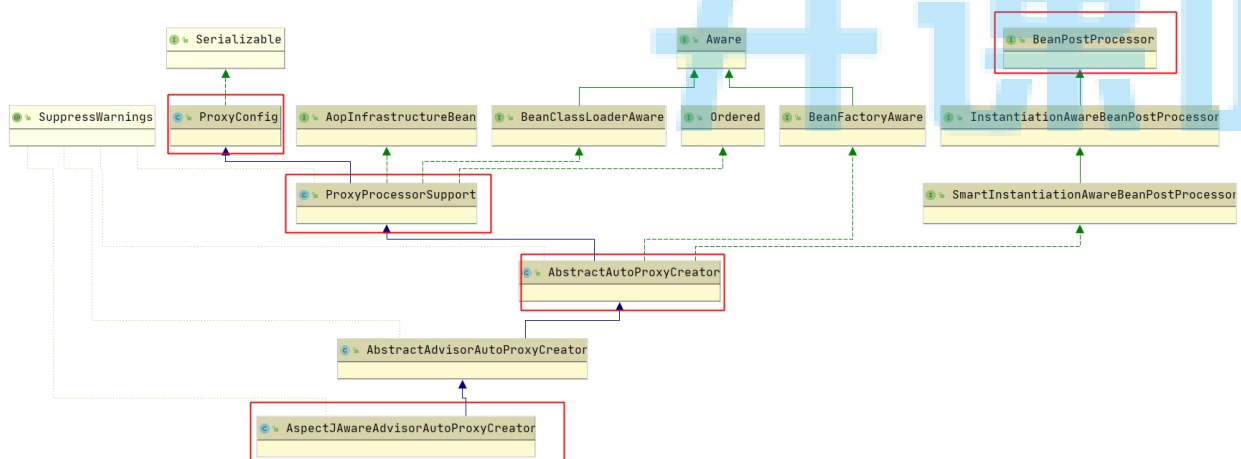 Serializable
Aware
BeanPostProcessor
SuppressWarnings
ProxyConfig
AopInfrastructureBean
BeanClassLoaderAware
Ordered
BeanFactoryAware
InstantiationAwareBeanPostProcessor
ProxyProcessorSupport
SmartInstantiationAwareBeanPostProcessor
AbstractAutoProxyCreator
AbstractAdvisorAutoProxyCreator
AspectJAwareAdvisorAutoProxyCreator